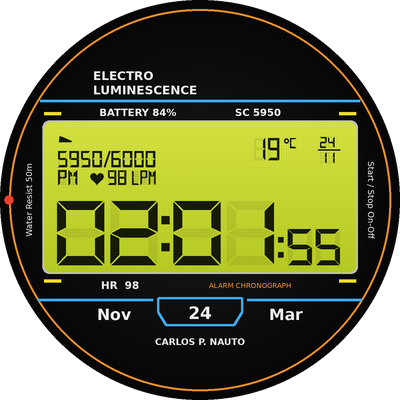 ELECTRO
LUMINESCENCE
BATTERY 84% SC 5950
19°C 24
11
5950/6000
PM 98 LPM
02:01:55
Water Resist 50m
Start / Stop On-Off
HR 98 ALARM CHRONOGRAPH
Nov 24 Mar
CARLOS P. NAUTO